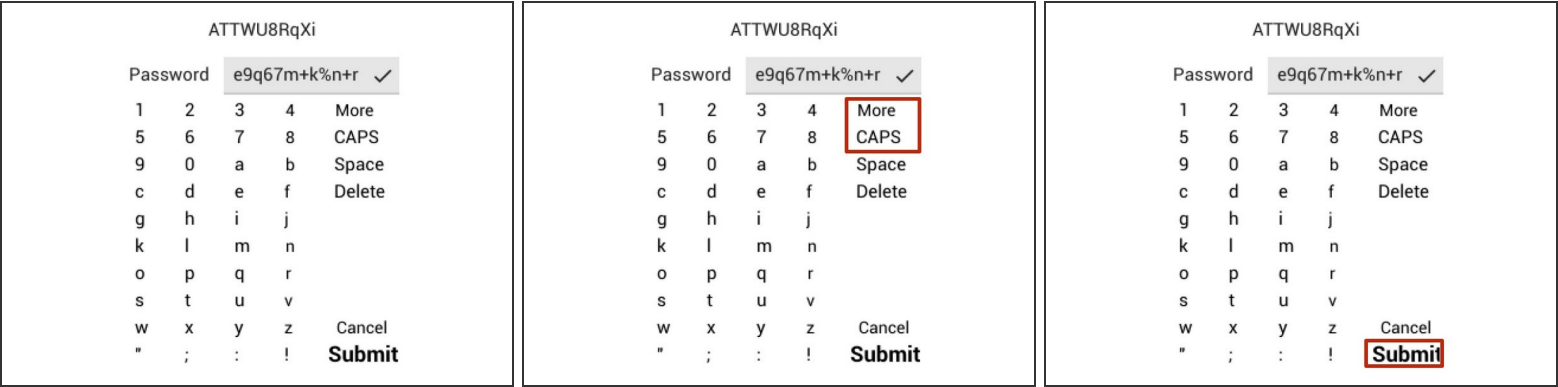 ATTWU8RqXi
Password e9q67m+k%n+r
1 2 3 4 More
5 6 7 8 CAPS
9 0 a b Space
c d e f Delete
g h i j
k l m n
o p q r
s t u v
w x y z Cancel
" ; : ! Submit
ATTWU8RqXi
Password e9q67m+k%n+r
1 2 3 4 More
5 6 7 8 CAPS
9 0 a b Space
c d e f Delete
g h i j
k l m n
o p q r
s t u v
w x y z Cancel
" ; : ! Submit
ATTWU8RqXi
Password e9q67m+k%n+r
1 2 3 4 More
5 6 7 8 CAPS
9 0 a b Space
c d e f Delete
g h i j
k l m n
o p q r
s t u v
w x y z Cancel
" ; : ! Submit